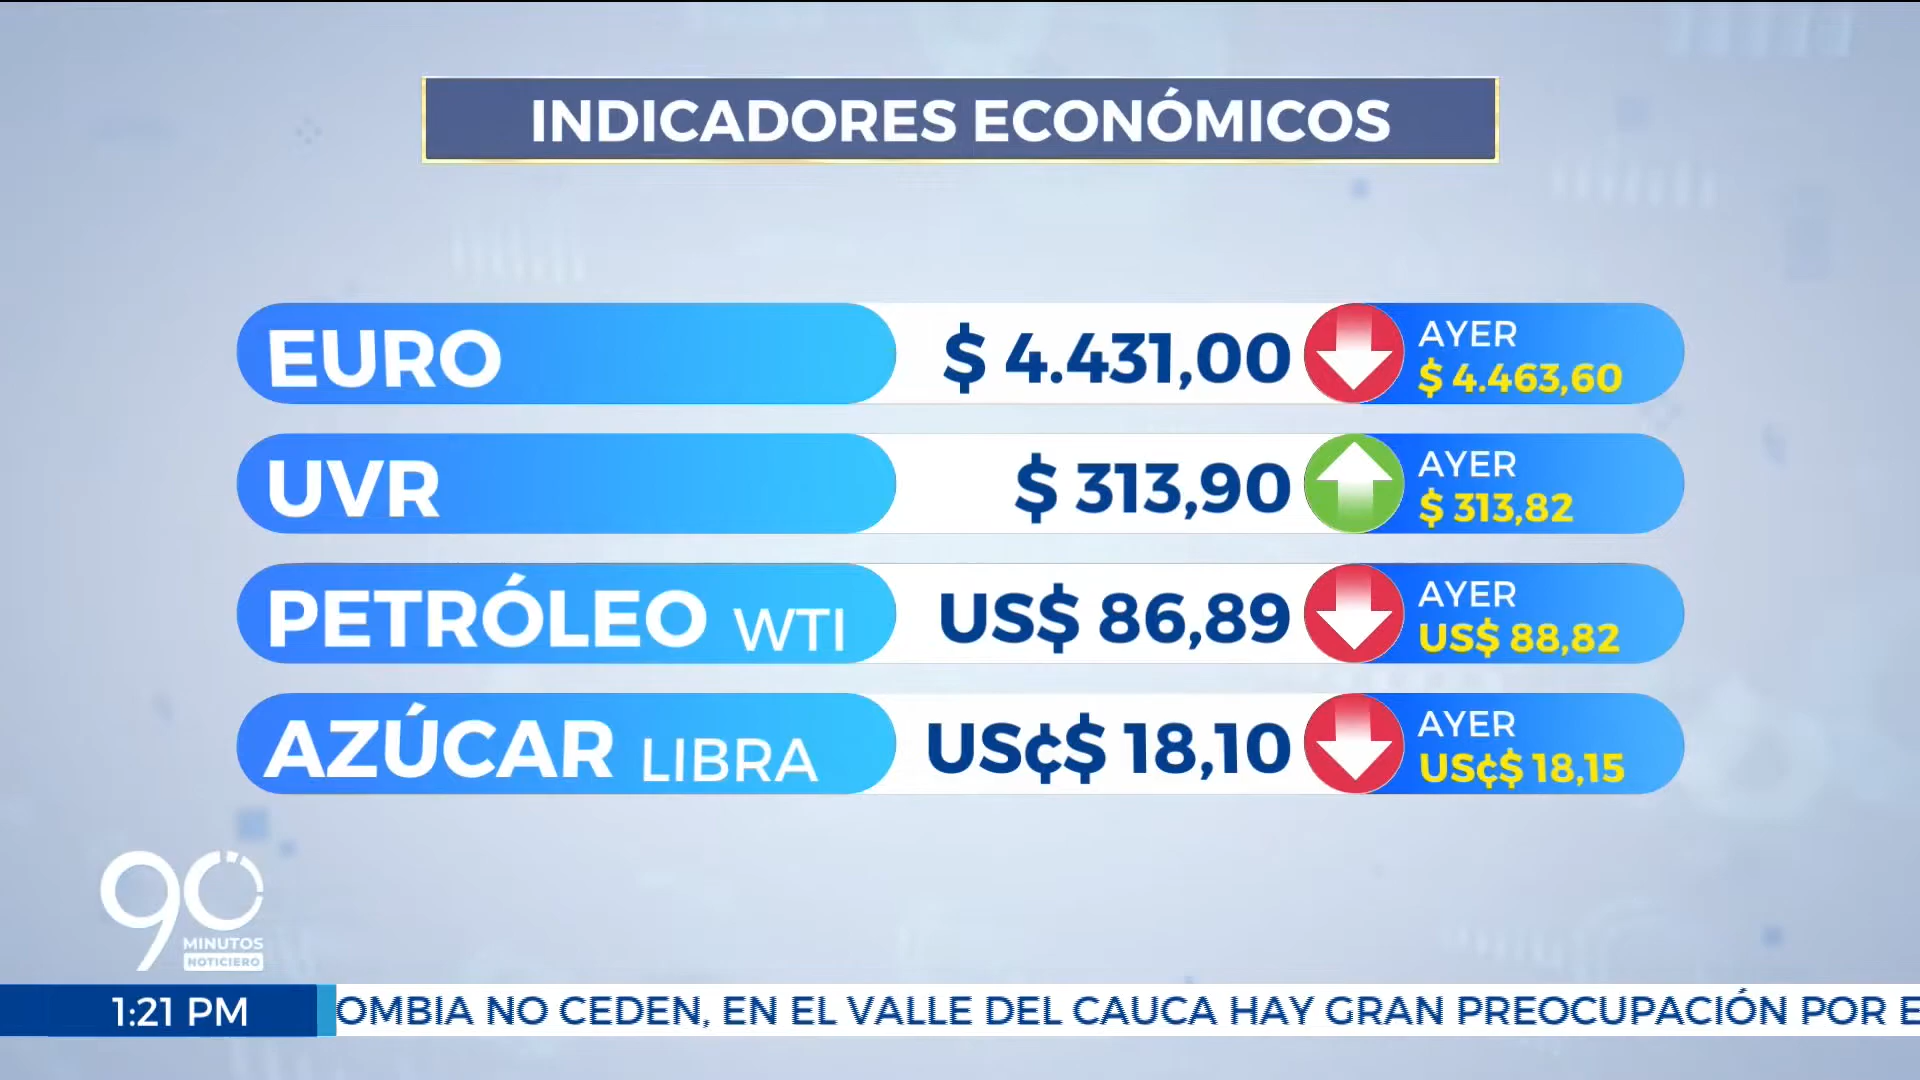 INDICADORES ECONÓMICOS
EURO $ 4.431,00 AYER
$ 4.463,60
UVR $ 313,90 AYER
$ 313,82
PETRÓLEO WTI US$ 86,89 AYER
US$ 88,82
AZÚCAR LIBRA US¢$ 18,10 AYER
US¢$ 18,15
90
MINUTOS
NOTICIERO
1:21 PM OMBIA NO CEDEN, EN EL VALLE DEL CAUCA HAY GRAN PREOCUPACIÓN POR E